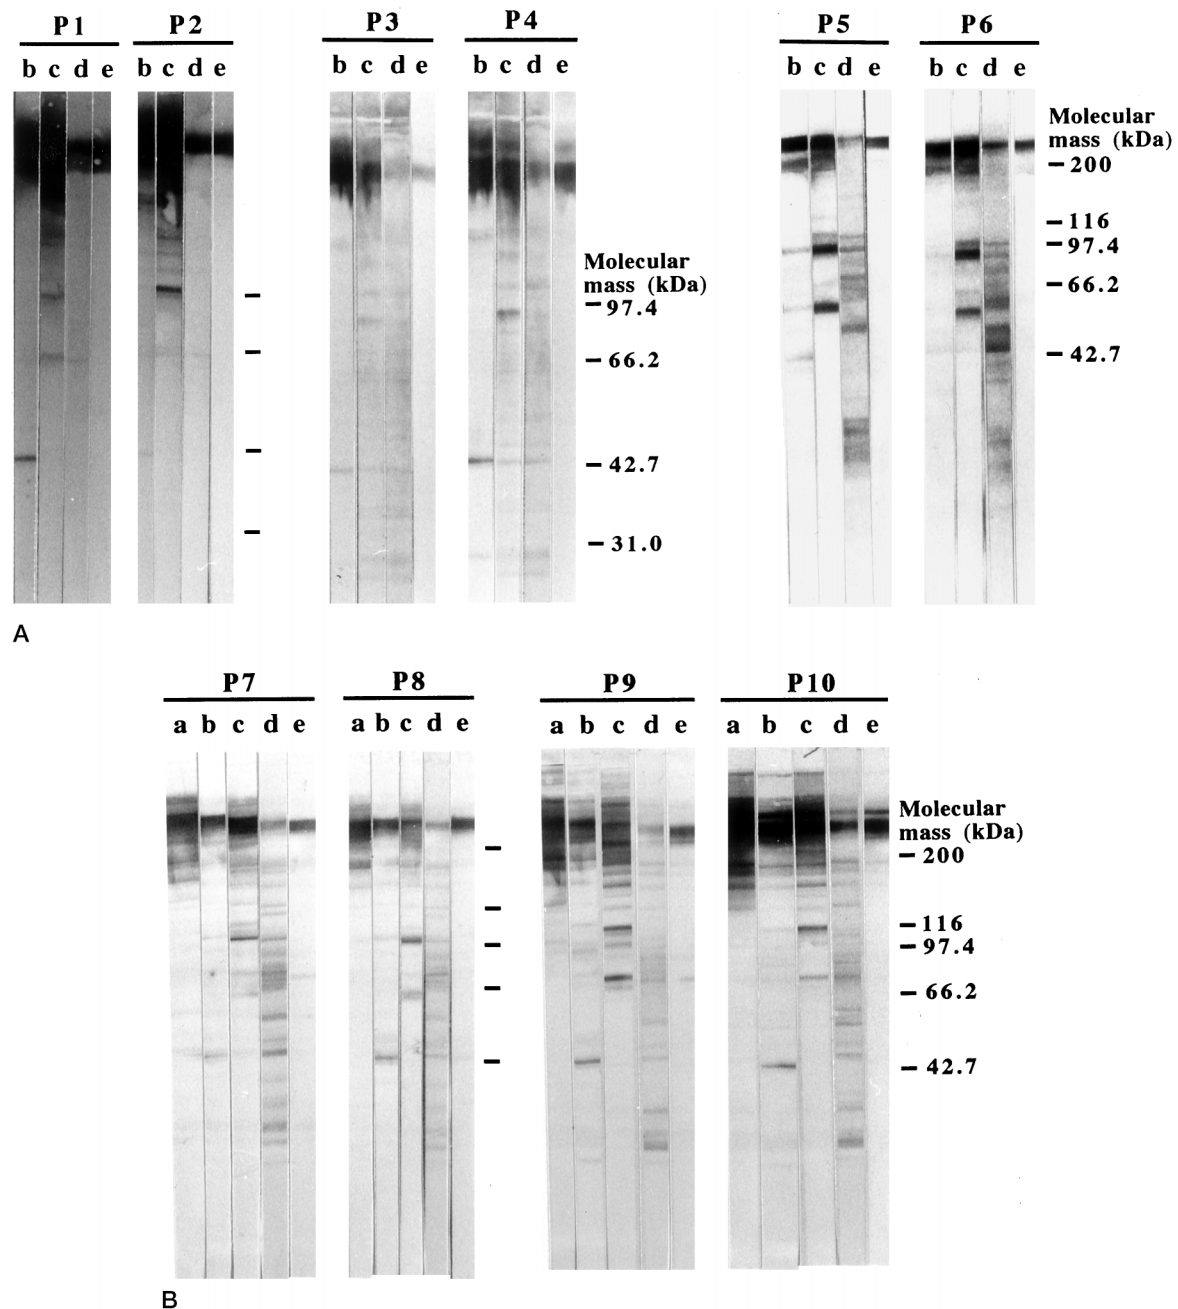 P1 P2 P3 P4 P5 P6
b c d e b c d e b c d e b c d e b c d e b c d e
Molecular
mass (kDa)
200
116
97.4
66.2
42.7
Molecular
mass (kDa)
97.4
66.2
42.7
31.0
A
P7 P8 P9 P10
a b c d e a b c d e a b c d e a b c d e
Molecular
mass (kDa)
200
116
97.4
66.2
42.7
B